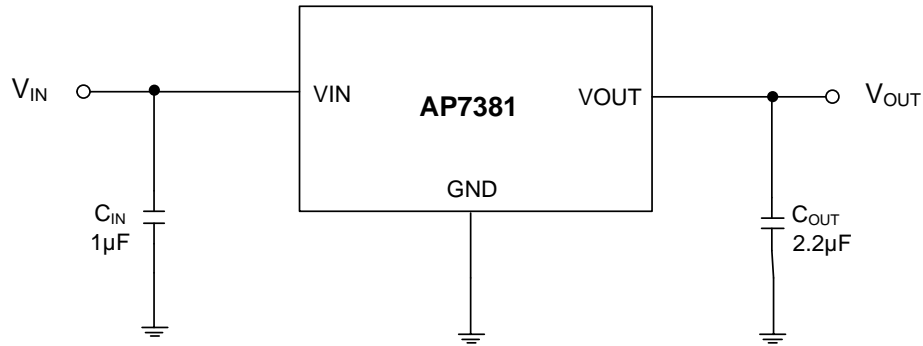 VIN
VIN
AP7381
VOUT
VOUT
GND
CIN
1µF
COUT
2.2µF